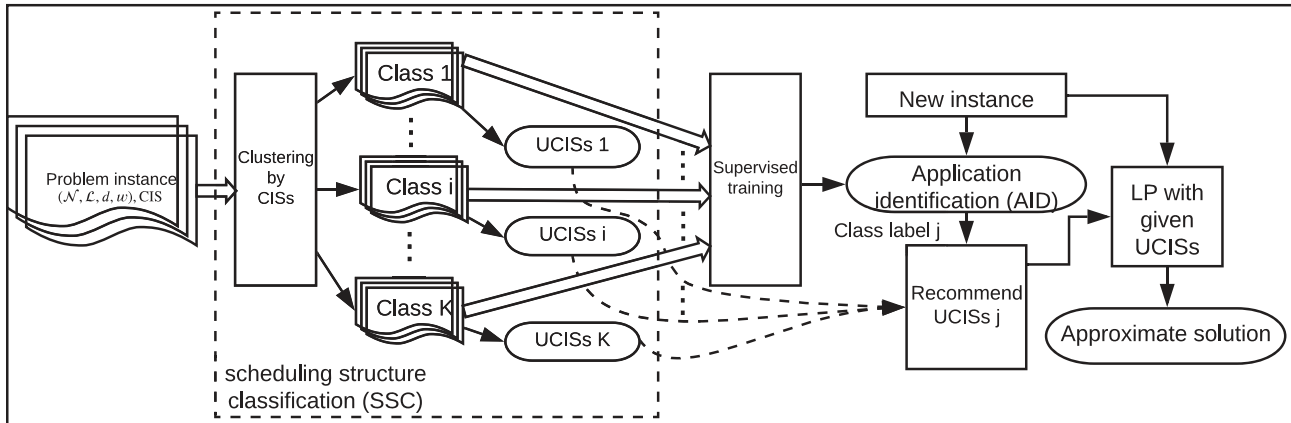 Problem instance
(𝒩, ℒ, d, w), CIS
Clustering
by
CISs
Class 1
UCISs 1
Class i
UCISs i
Class K
UCISs K
scheduling structure
classification (SSC)
Supervised
training
New instance
Application
identification (AID)
Class label j
Recommend
UCISs j
LP with
given
UCISs
Approximate solution